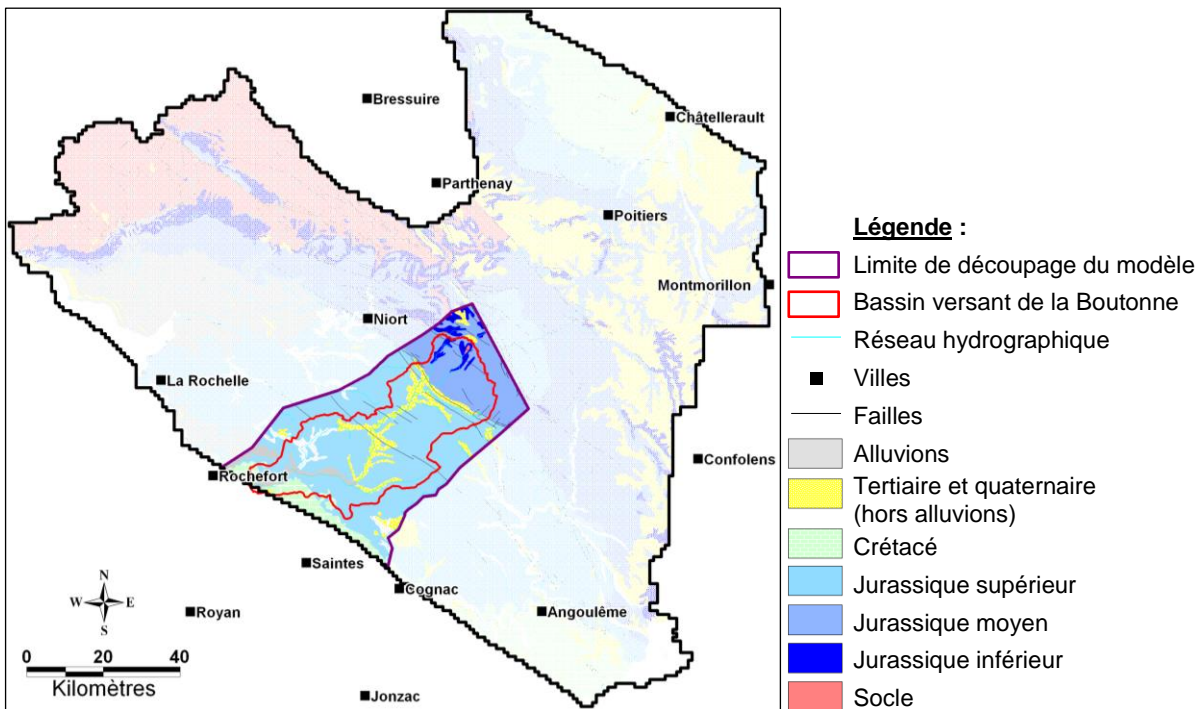 Bressuire
Châtellerault
Parthenay
Poitiers
Montmorillon
Niort
La Rochelle
Confolens
Rochefort
Saintes
Cognac
Royan
Angoulême
Jonzac
N
W E
S
0 20 40
Kilomètres
Légende :
Limite de découpage du modèle
Bassin versant de la Boutonne
Réseau hydrographique
Villes
Failles
Alluvions
Tertiaire et quaternaire
(hors alluvions)
Crétacé
Jurassique supérieur
Jurassique moyen
Jurassique inférieur
Socle